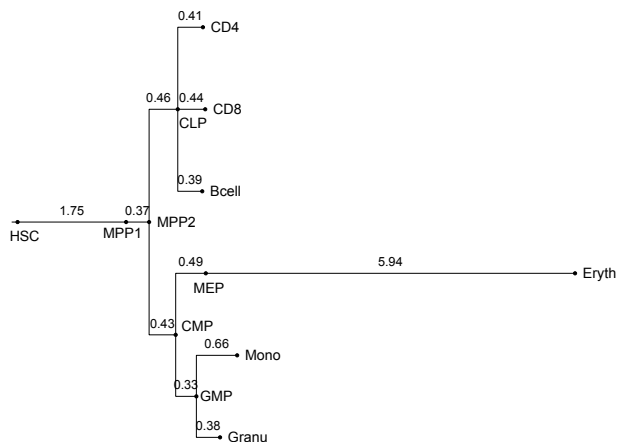 0.41
CD4
0.46
0.44
CD8
CLP
0.39
Bcell
1.75
0.37
MPP2
HSC
MPP1
0.49
5.94
Eryth
MEP
0.43
CMP
0.66
Mono
0.33
GMP
0.38
Granu